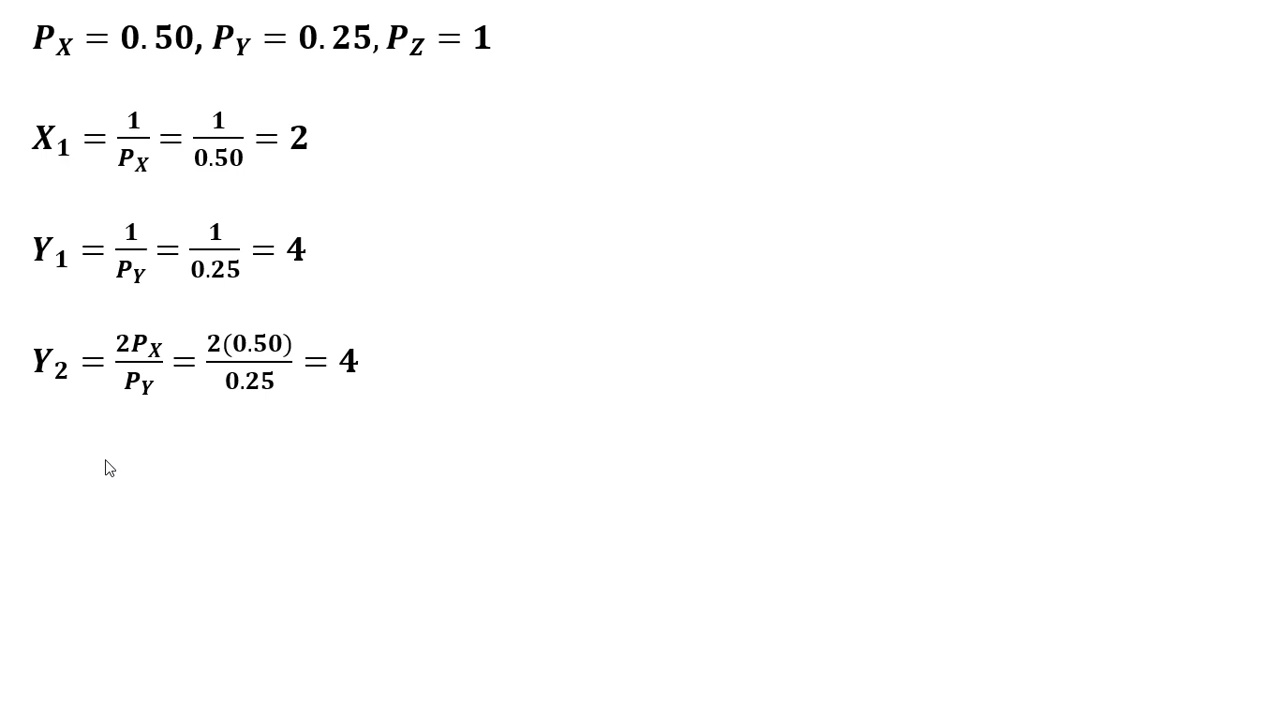 P_X = 0.50, P_Y = 0.25, P_Z = 1
X_1 = 1/P_X = 1/0.50 = 2
Y_1 = 1/P_Y = 1/0.25 = 4
Y_2 = 2P_X/P_Y = 2(0.50)/0.25 = 4